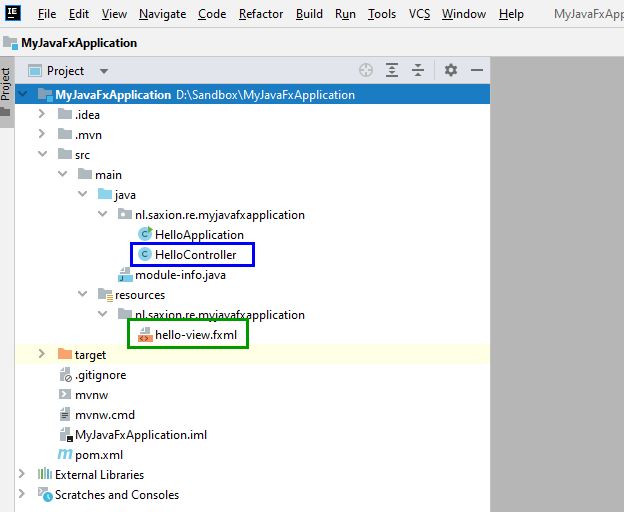 IE File Edit View Navigate Code Refactor Build Run Tools VCS Window Help MyJavaFxAp
MyJavaFxApplication
Project
Project
MyJavaFxApplication D:\Sandbox\MyJavaFxApplication
.idea
.mvn
src
main
java
nl.saxion.re.myjavafxapplication
C HelloApplication
C HelloController
module-info.java
resources
nl.saxion.re.myjavafxapplication
hello-view.fxml
target
.gitignore
mvnw
mvnw.cmd
MyJavaFxApplication.iml
m pom.xml
External Libraries
Scratches and Consoles